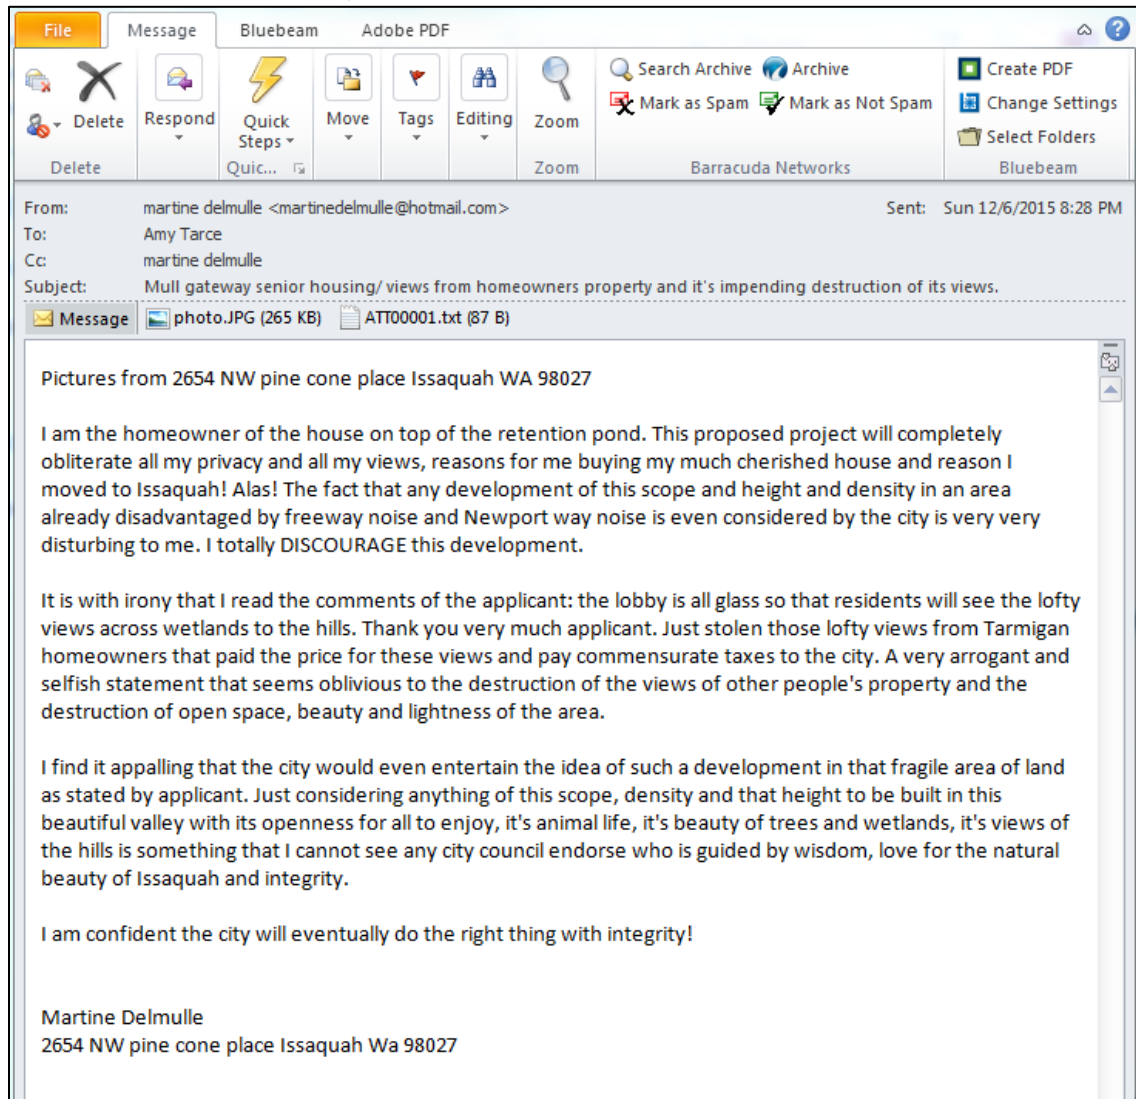 File Message Bluebeam Adobe PDF
Search Archive Archive Create PDF
Mark as Spam Mark as Not Spam Change Settings
Delete Respond Quick Steps Move Tags Editing Zoom Select Folders
Delete Quic... Zoom Barracuda Networks Bluebeam
From: martine delmulle <martinedelmulle@hotmail.com> Sent: Sun 12/6/2015 8:28 PM
To: Amy Tarce
Cc: martine delmulle
Subject: Mull gateway senior housing/ views from homeowners property and it's impending destruction of its views.
Message photo.JPG (265 KB) ATT00001.txt (87 B)
Pictures from 2654 NW pine cone place Issaquah WA 98027
I am the homeowner of the house on top of the retention pond. This proposed project will completely
obliterate all my privacy and all my views, reasons for me buying my much cherished house and reason I
moved to Issaquah! Alas! The fact that any development of this scope and height and density in an area
already disadvantaged by freeway noise and Newport way noise is even considered by the city is very very
disturbing to me. I totally DISCOURAGE this development.
It is with irony that I read the comments of the applicant: the lobby is all glass so that residents will see the lofty
views across wetlands to the hills. Thank you very much applicant. Just stolen those lofty views from Tarmigan
homeowners that paid the price for these views and pay commensurate taxes to the city. A very arrogant and
selfish statement that seems oblivious to the destruction of the views of other people's property and the
destruction of open space, beauty and lightness of the area.
I find it appalling that the city would even entertain the idea of such a development in that fragile area of land
as stated by applicant. Just considering anything of this scope, density and that height to be built in this
beautiful valley with its openness for all to enjoy, it's animal life, it's beauty of trees and wetlands, it's views of
the hills is something that I cannot see any city council endorse who is guided by wisdom, love for the natural
beauty of Issaquah and integrity.
I am confident the city will eventually do the right thing with integrity!
Martine Delmulle
2654 NW pine cone place Issaquah Wa 98027